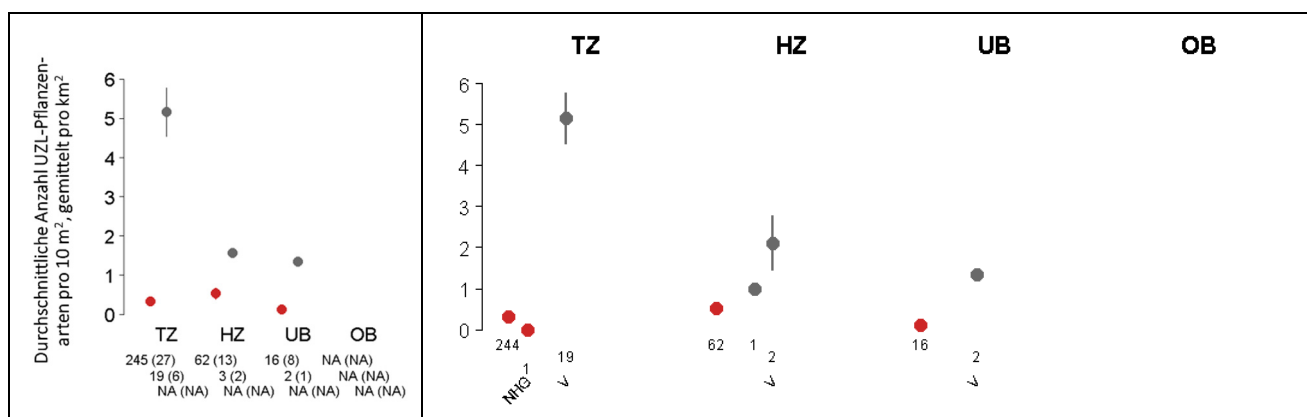 Durchschnittliche Anzahl UZL-Pflanzen-
arten pro 10 m², gemittelt pro km²
6
5
4
3
2
1
0
TZ HZ UB OB
245 (27) 62 (13) 16 (8) NA (NA)
19 (6) 3 (2) 2 (1) NA (NA)
NA (NA) NA (NA) NA (NA) NA (NA)
TZ HZ UB OB
6
5
4
3
2
1
0
244 19 62 1 2 16 2
1
NHG V V V